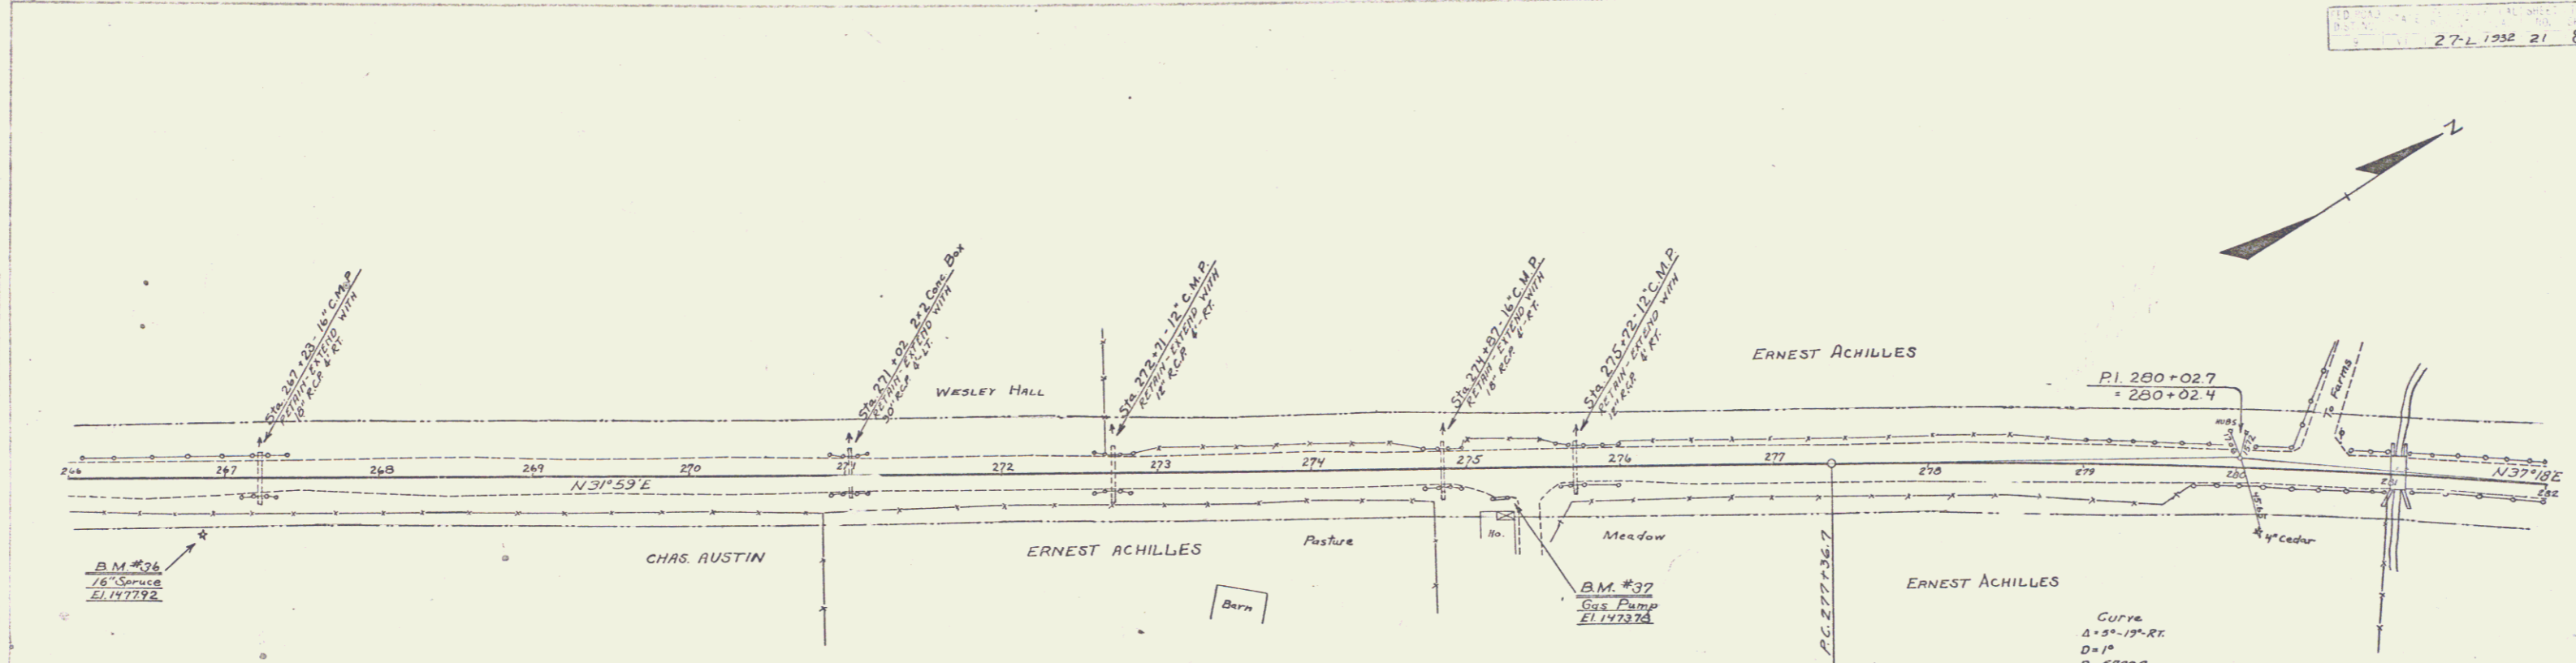 27-L 1932 21
N
Sta. 267+23-16" C.M.P
RETAIN-EXTEND WITH
18" R.C.P. 4' RT.
Sta. 271+02 2x2 Conc. Box
RETAIN-EXTEND WITH
30" R.C.P. 4'-LT.
WESLEY HALL
Sta. 272+71-12" C.M.P.
RETAIN-EXTEND WITH
12" R.C.P.
Sta. 274+87-16" C.M.P.
RETAIN-EXTEND WITH
18" R.C.P.
Sta. 275+72-12" C.M.P.
RETAIN-EXTEND WITH
12" R.C.P. 4' RT.
ERNEST ACHILLES
P.I. 280+02.7
= 280+02.4
To Farms
HUBS
266 267 268 269 270 271 272 273 274 275 276 277 278 279 280 281 282
N31°59'E
N37°18'E
B.M. #36
16" Spruce
El. 1477.92
CHAS. AUSTIN
ERNEST ACHILLES
Pasture
Barn
Ho.
Meadow
B.M. #37
Gas Pump
El. 1473.78
P.C. 277+36.7
4" Cedar
ERNEST ACHILLES
Curve
Δ=5°-19'-RT.
D=1°